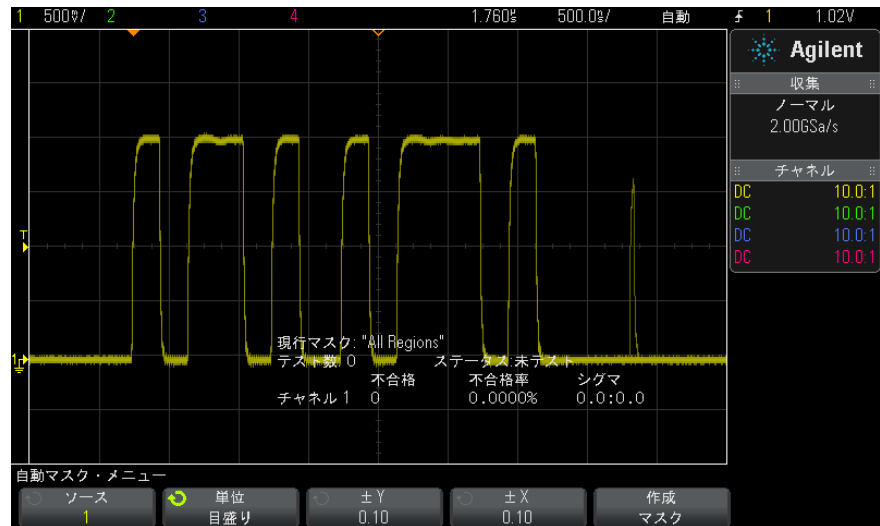 1 500㎷/ 2 3 4 1.760㎲ 500.0㎱/ 自動 1 1.02V
Agilent
収集
ノーマル
2.00GSa/s
チャネル
DC 10.0:1
DC 10.0:1
DC 10.0:1
DC 10.0:1
T
1
現行マスク: "All Regions"
テスト数: 0 ステータス:未テスト
不合格 不合格率 シグマ
チャネル 1 0 0.0000% 0.0:0.0
自動マスク・メニュー
ソース 単位 ± Y ± X 作成
1 目盛り 0.10 0.10 マスク